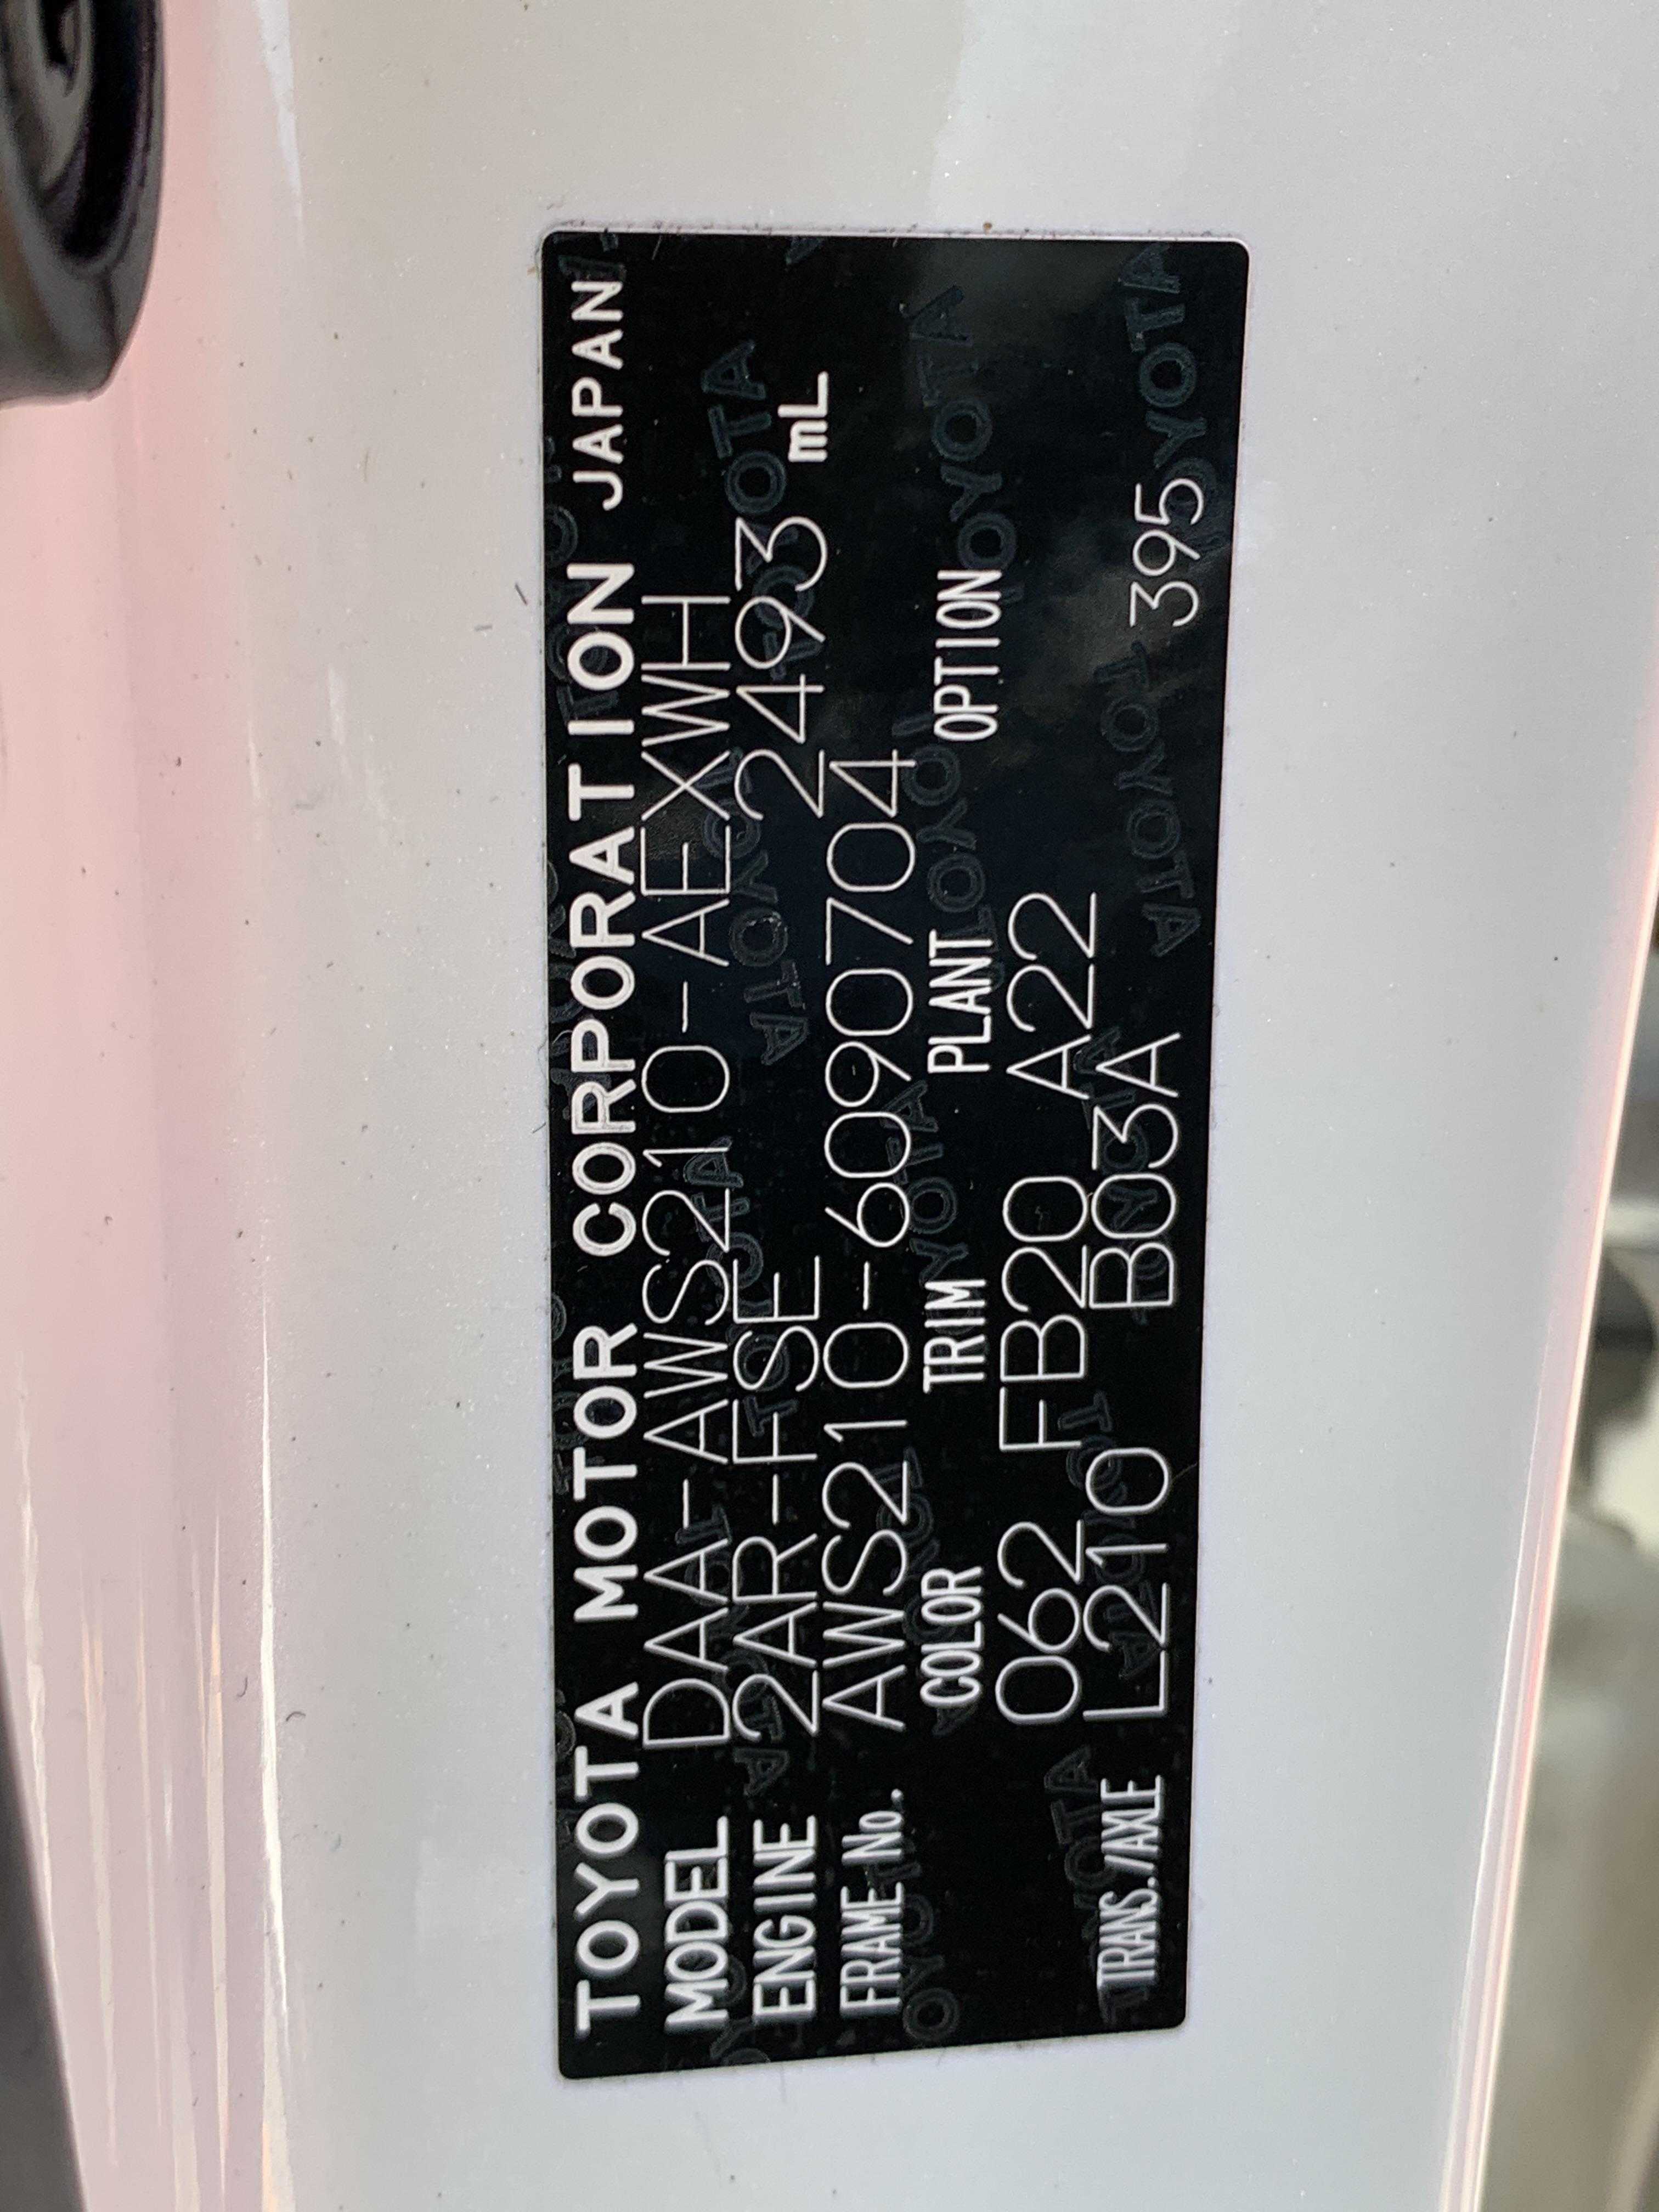 TOYOTA MOTOR CORPORATION JAPAN
MODEL DAA-AWS210-AEXWH
ENGINE 2AR-FSE 2493 mL
FRAME No. AWS210-6090704
COLOR TRIM PLANT OPTION
062 FB20 A22
TRANS./AXLE L210 B03A 395